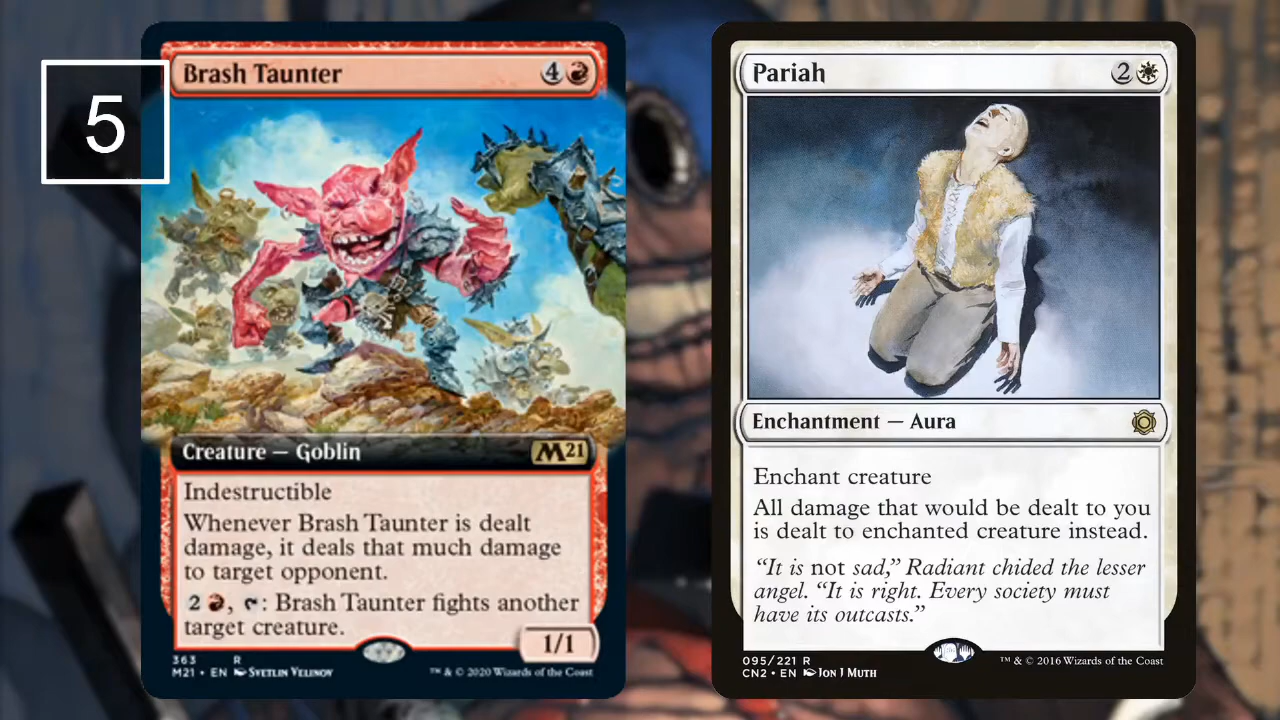 5
Brash Taunter 4
Creature — Goblin M21
Indestructible
Whenever Brash Taunter is dealt
damage, it deals that much damage
to target opponent.
2 , : Brash Taunter fights another
target creature.
1/1
363 R
M21 • EN Svetlin Velinov ™ & © 2020 Wizards of the Coast
Pariah 2
Enchantment — Aura
Enchant creature
All damage that would be dealt to you
is dealt to enchanted creature instead.
“It is not sad,” Radiant chided the lesser
angel. “It is right. Every society must
have its outcasts.”
095/221 R
CN2 • EN Jon J Muth ™ & © 2016 Wizards of the Coast